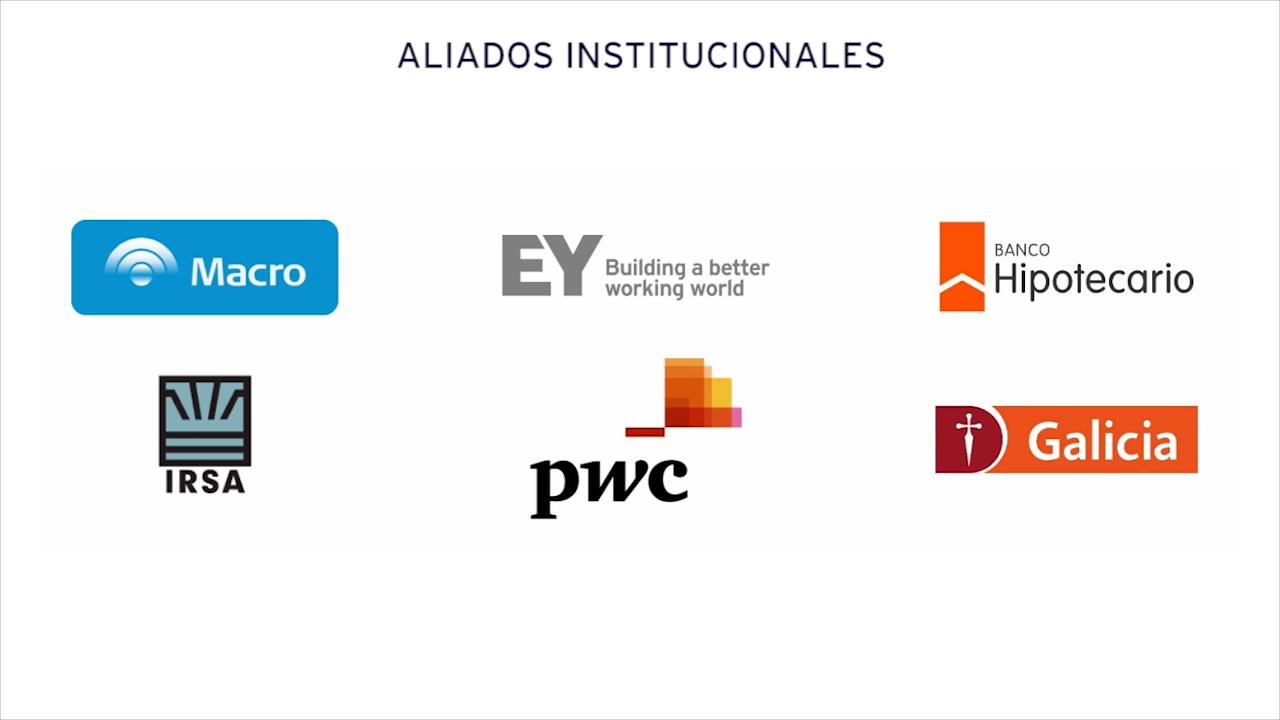 ALIADOS INSTITUCIONALES
Macro
EY Building a better
working world
BANCO
Hipotecario
IRSA
pwc
Galicia